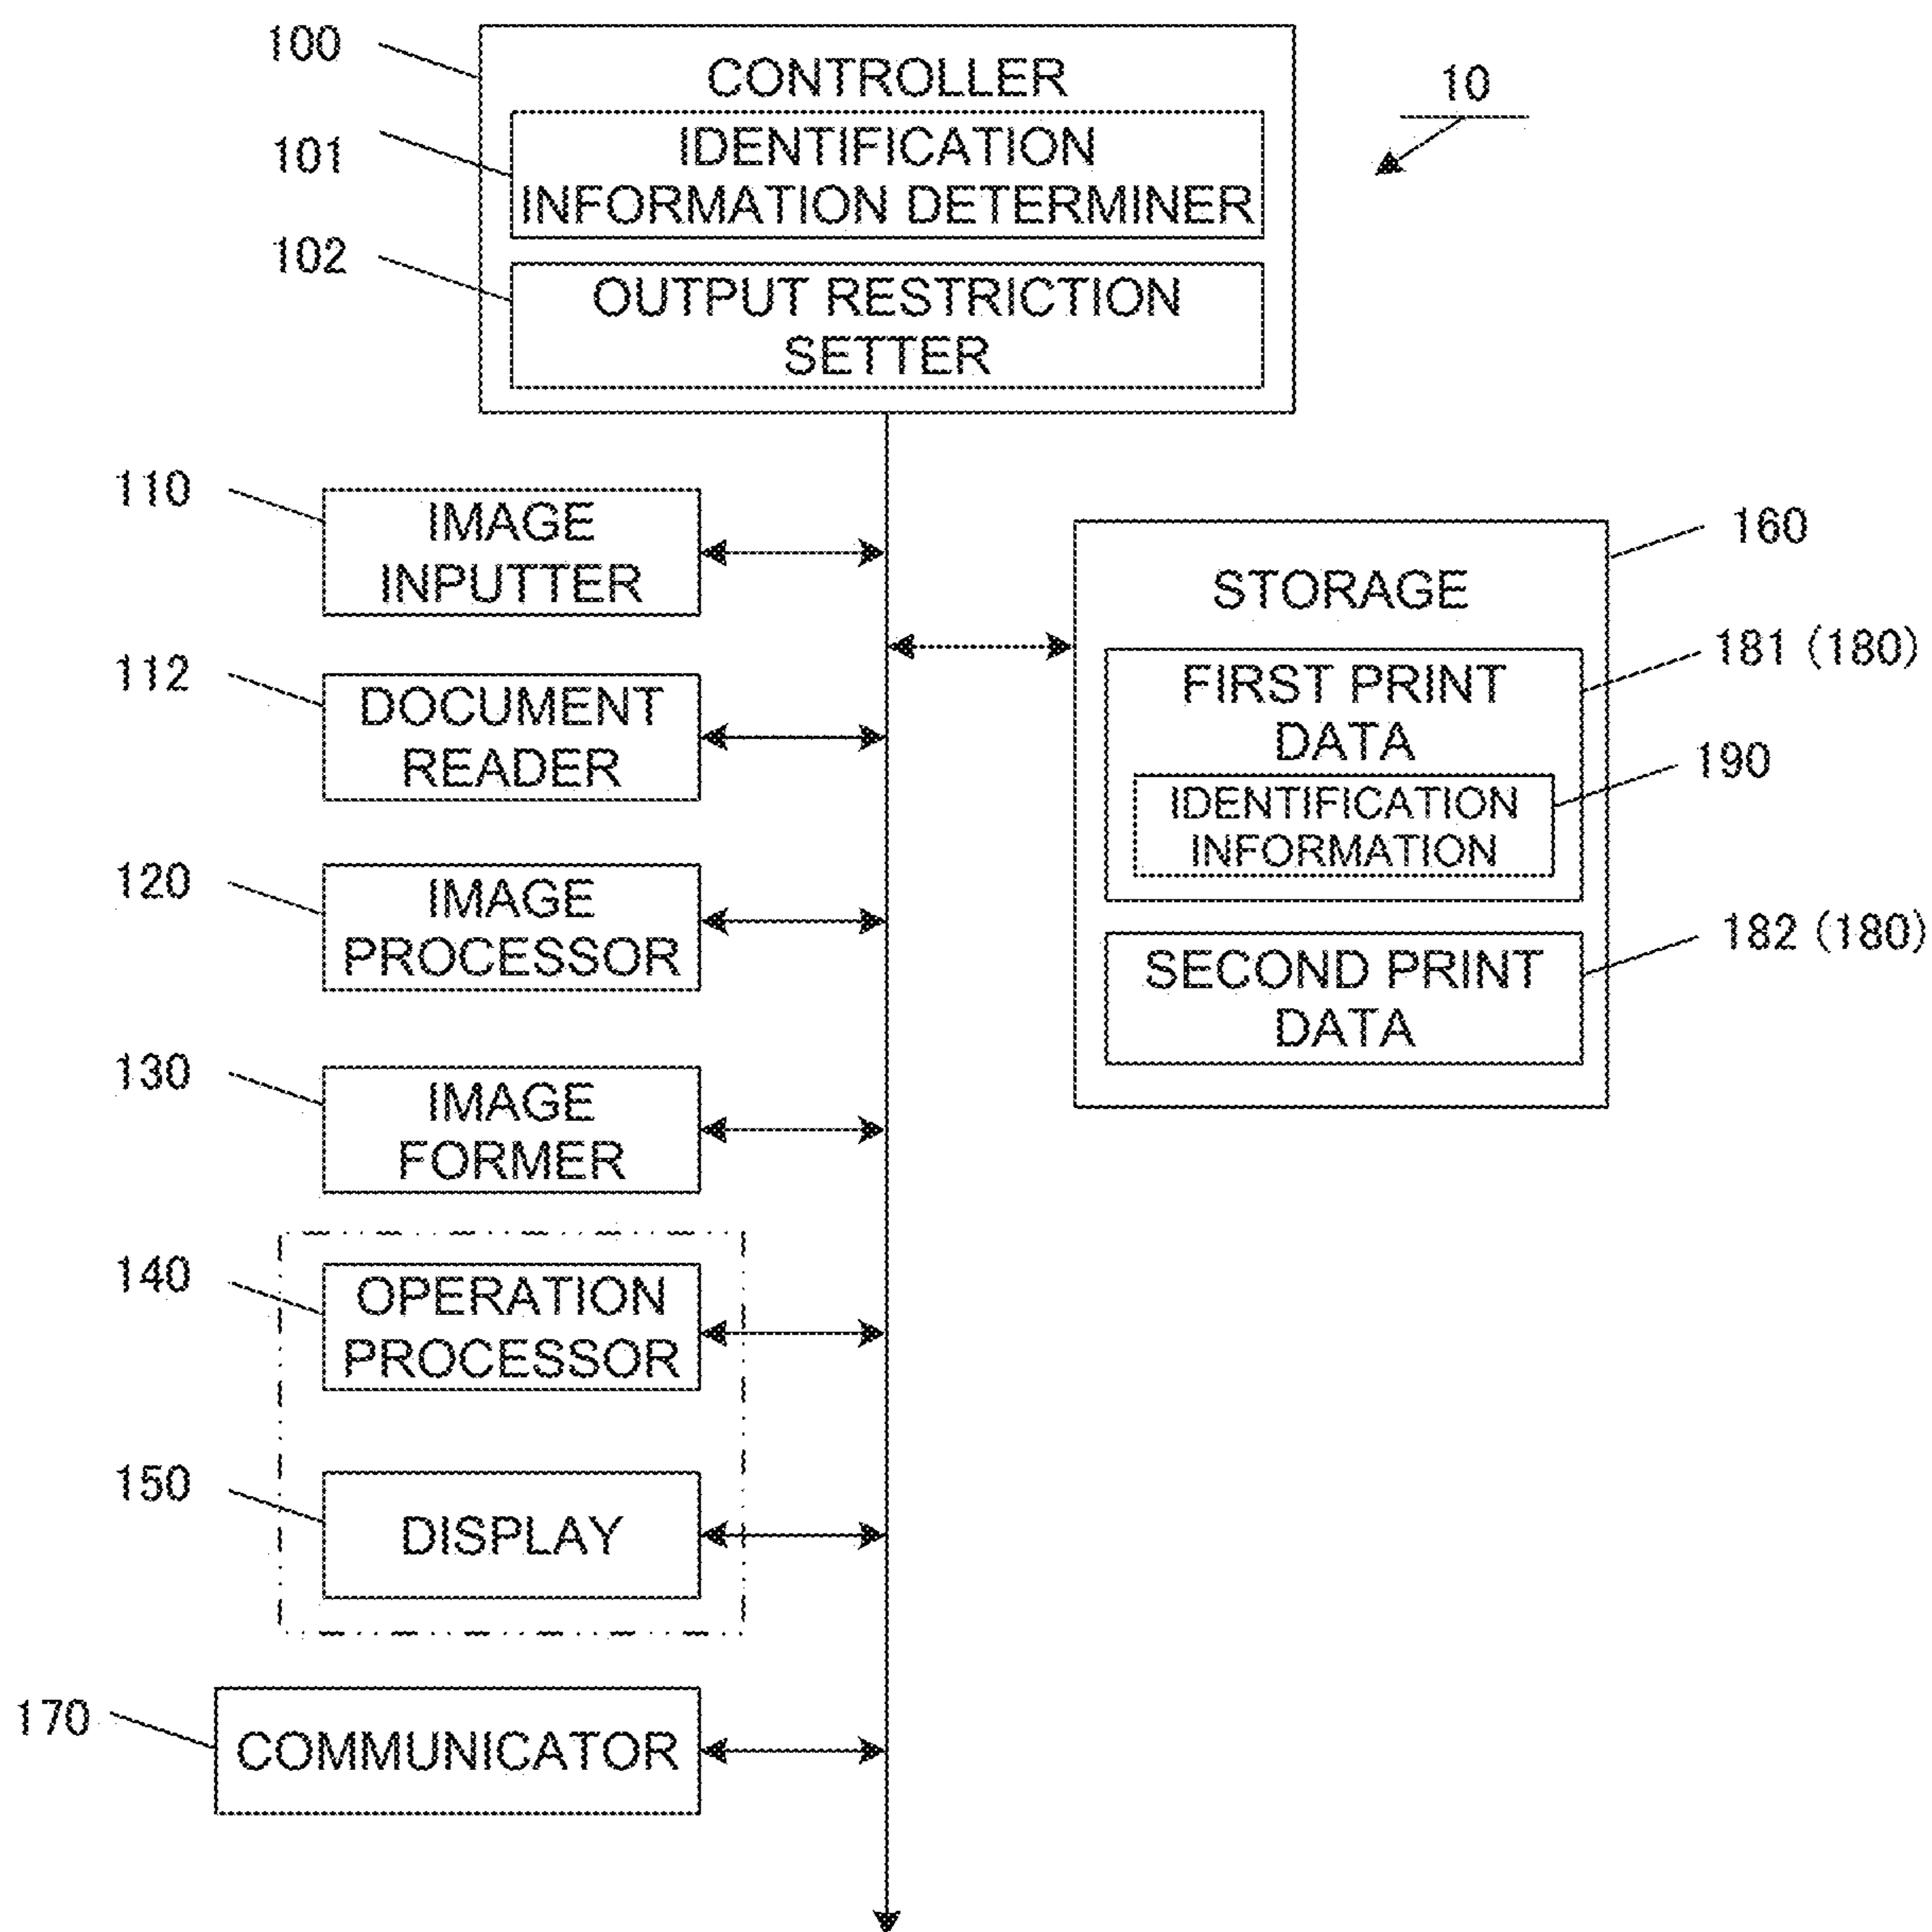 100
CONTROLLER
10
101
IDENTIFICATION
INFORMATION DETERMINER
102
OUTPUT RESTRICTION
SETTER
110
IMAGE
INPUTTER
160
STORAGE
112
DOCUMENT
READER
181 (180)
FIRST PRINT
DATA
190
IDENTIFICATION
INFORMATION
120
IMAGE
PROCESSOR
182 (180)
SECOND PRINT
DATA
130
IMAGE
FORMER
140
OPERATION
PROCESSOR
150
DISPLAY
170
COMMUNICATOR